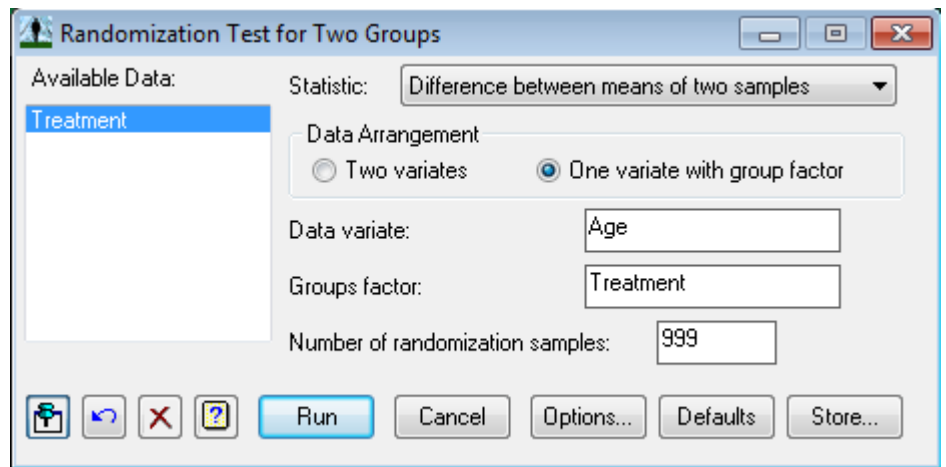 Randomization Test for Two Groups
Available Data:
Treatment
Statistic: Difference between means of two samples
Data Arrangement
Two variates One variate with group factor
Data variate: Age
Groups factor: Treatment
Number of randomization samples: 999
Run Cancel Options... Defaults Store...